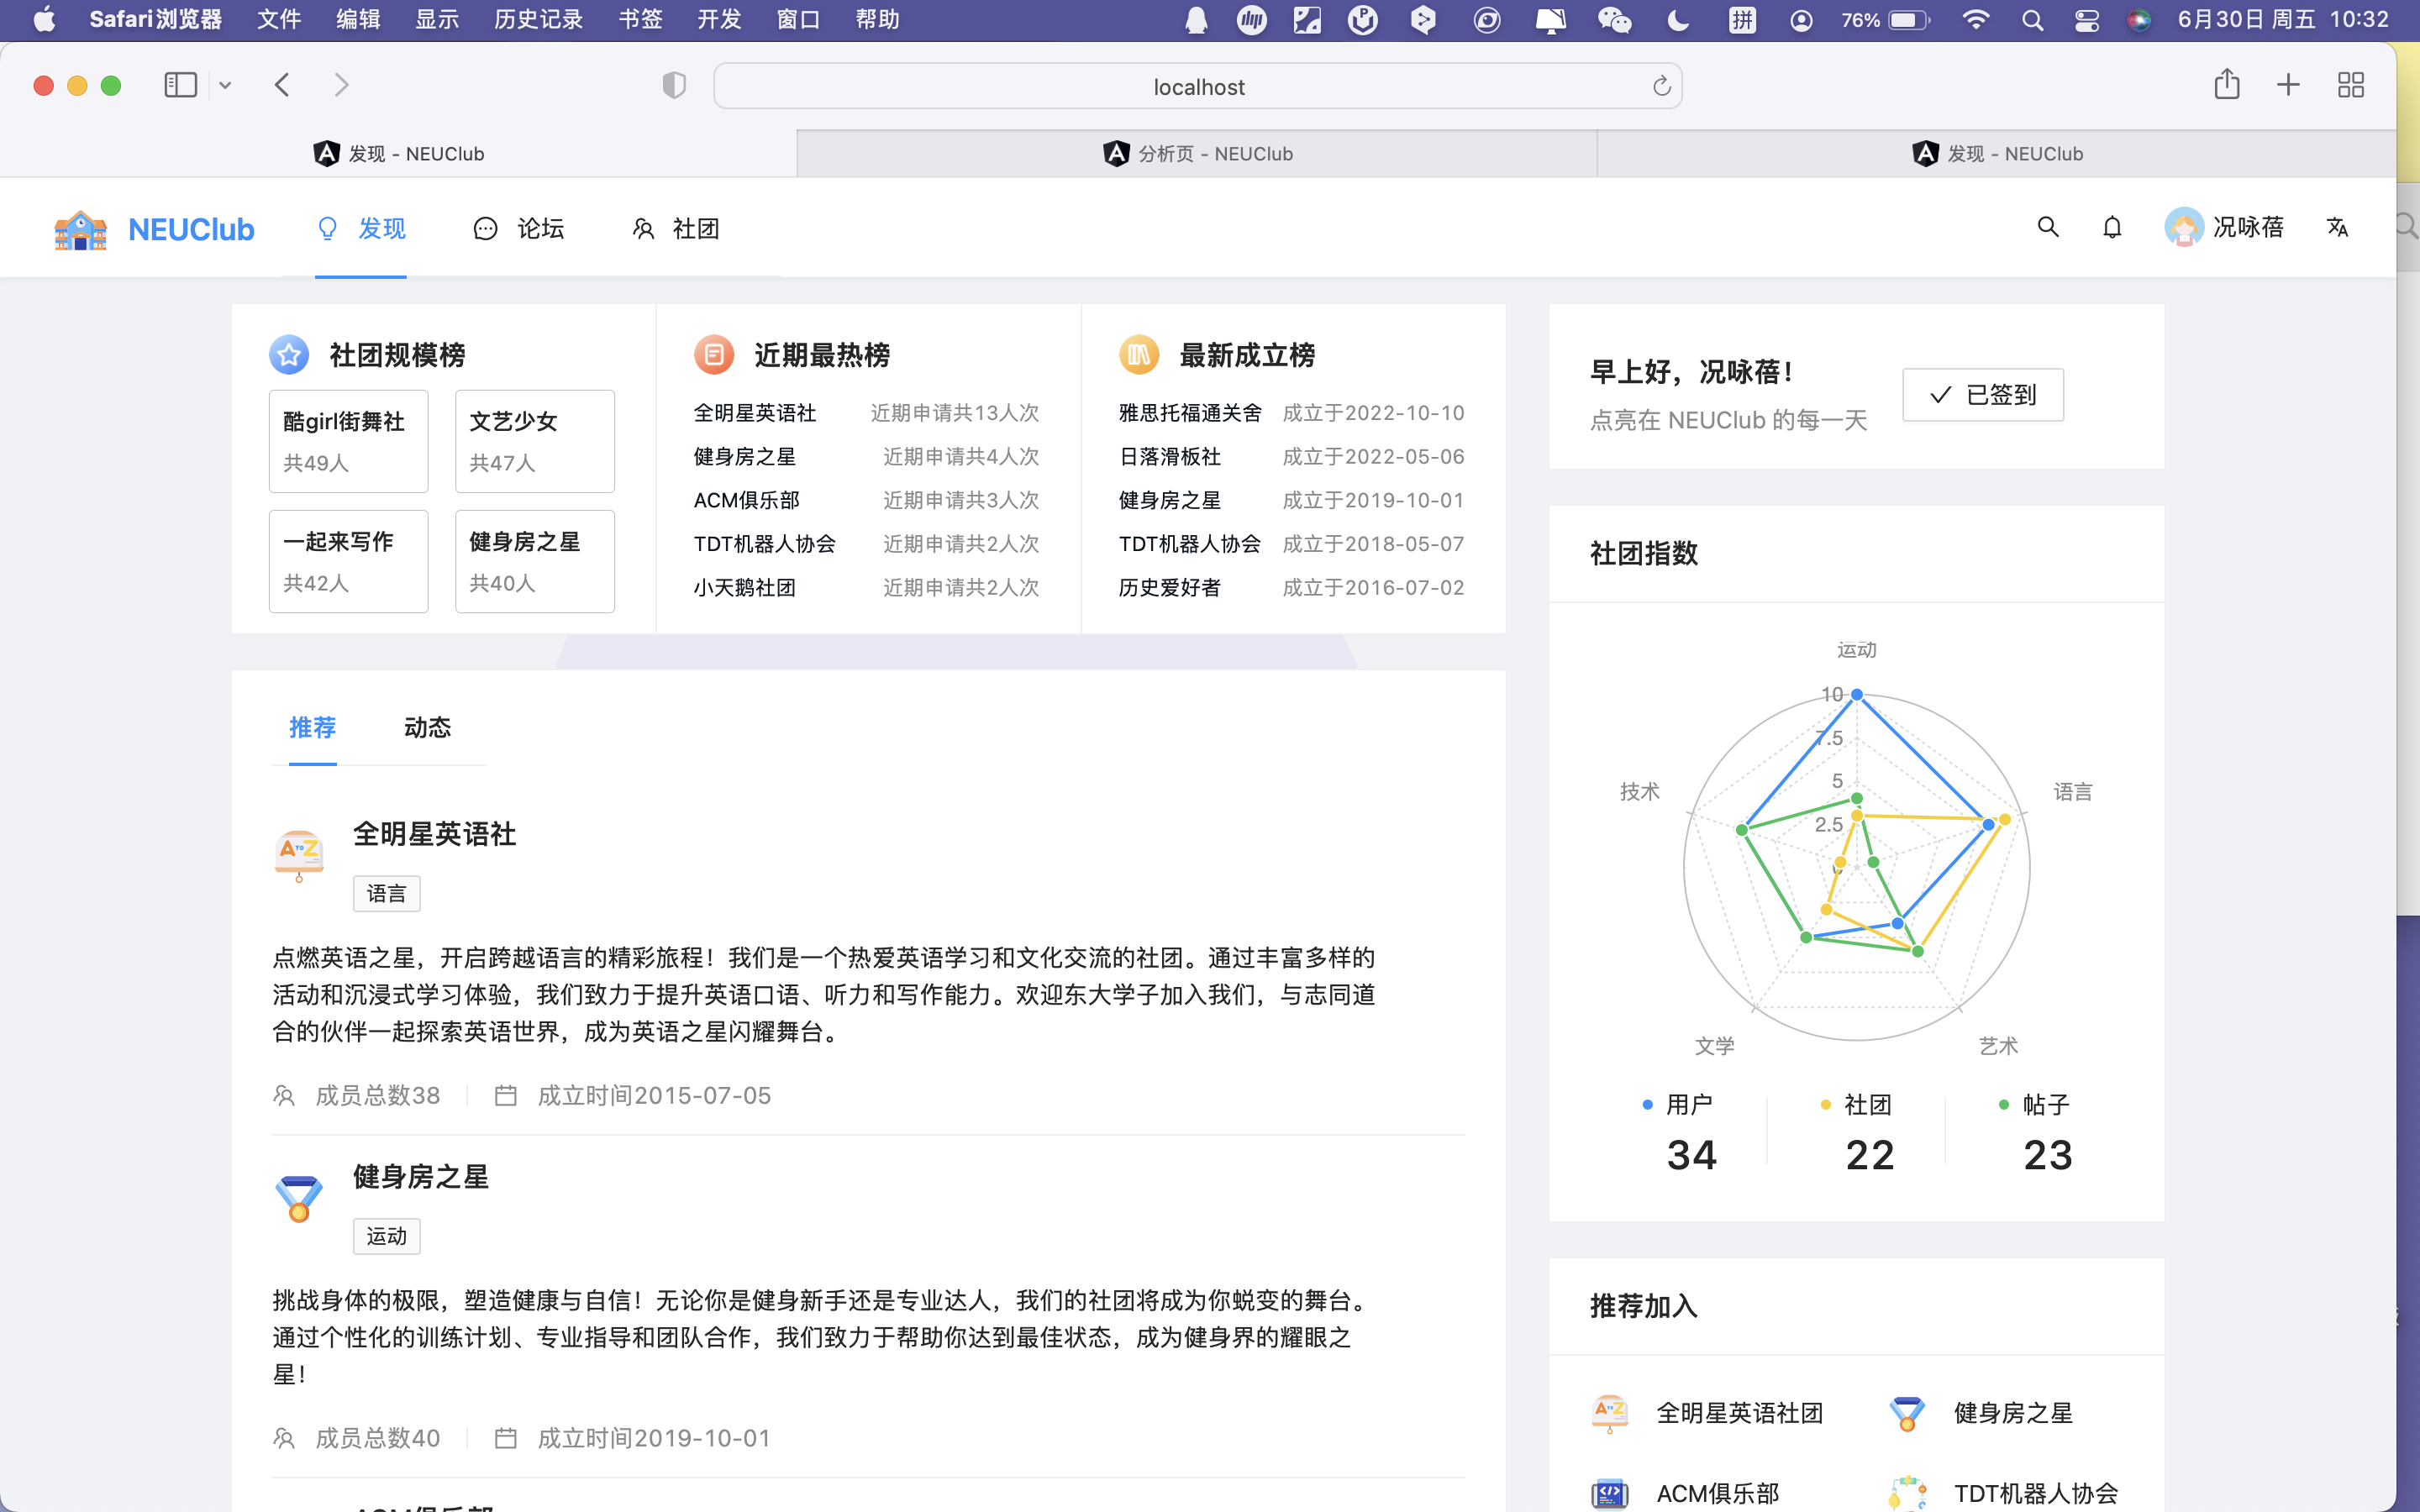 Safari浏览器 文件 编辑 显示 历史记录 书签 开发 窗口 帮助 拼 76% 6月30日 周五 10:32
localhost
发现 - NEUClub 分析页 - NEUClub 发现 - NEUClub
NEUClub 发现 论坛 社团 况咏蓓
社团规模榜
酷girl街舞社
共49人
文艺少女
共47人
一起来写作
共42人
健身房之星
共40人
近期最热榜
全明星英语社 近期申请共13人次
健身房之星 近期申请共4人次
ACM俱乐部 近期申请共3人次
TDT机器人协会 近期申请共2人次
小天鹅社团 近期申请共2人次
最新成立榜
雅思托福通关舍 成立于2022-10-10
日落滑板社 成立于2022-05-06
健身房之星 成立于2019-10-01
TDT机器人协会 成立于2018-05-07
历史爱好者 成立于2016-07-02
早上好，况咏蓓！
点亮在 NEUClub 的每一天
已签到
推荐 动态
全明星英语社
语言
点燃英语之星，开启跨越语言的精彩旅程！我们是一个热爱英语学习和文化交流的社团。通过丰富多样的
活动和沉浸式学习体验，我们致力于提升英语口语、听力和写作能力。欢迎东大学子加入我们，与志同道
合的伙伴一起探索英语世界，成为英语之星闪耀舞台。
成员总数38 成立时间2015-07-05
健身房之星
运动
挑战身体的极限，塑造健康与自信！无论你是健身新手还是专业达人，我们的社团将成为你蜕变的舞台。
通过个性化的训练计划、专业指导和团队合作，我们致力于帮助你达到最佳状态，成为健身界的耀眼之
星！
成员总数40 成立时间2019-10-01
ACM俱乐部
社团指数
运动
10
7.5
5
2.5
0
技术
语言
文学
艺术
用户
34
社团
22
帖子
23
推荐加入
全明星英语社团 健身房之星
ACM俱乐部 TDT机器人协会